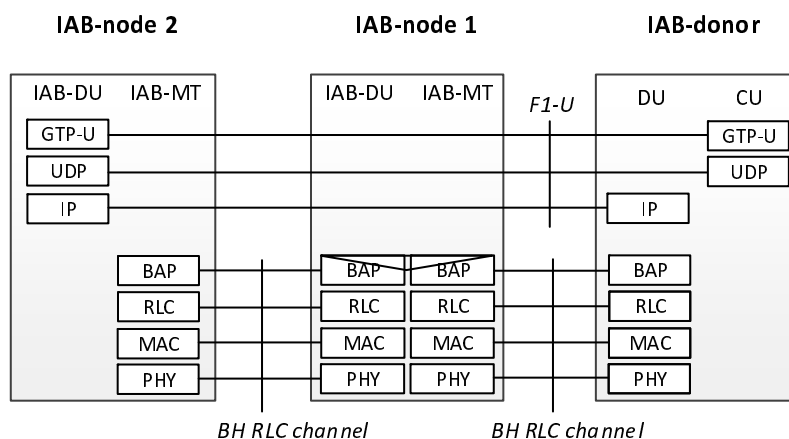 IAB-node 2 IAB-node 1 IAB-donor
IAB-DU IAB-MT IAB-DU IAB-MT F1-U DU CU
GTP-U GTP-U
UDP UDP
IP IP
BAP BAP BAP BAP
RLC RLC RLC RLC
MAC MAC MAC MAC
PHY PHY PHY PHY
BH RLC channel BH RLC channel